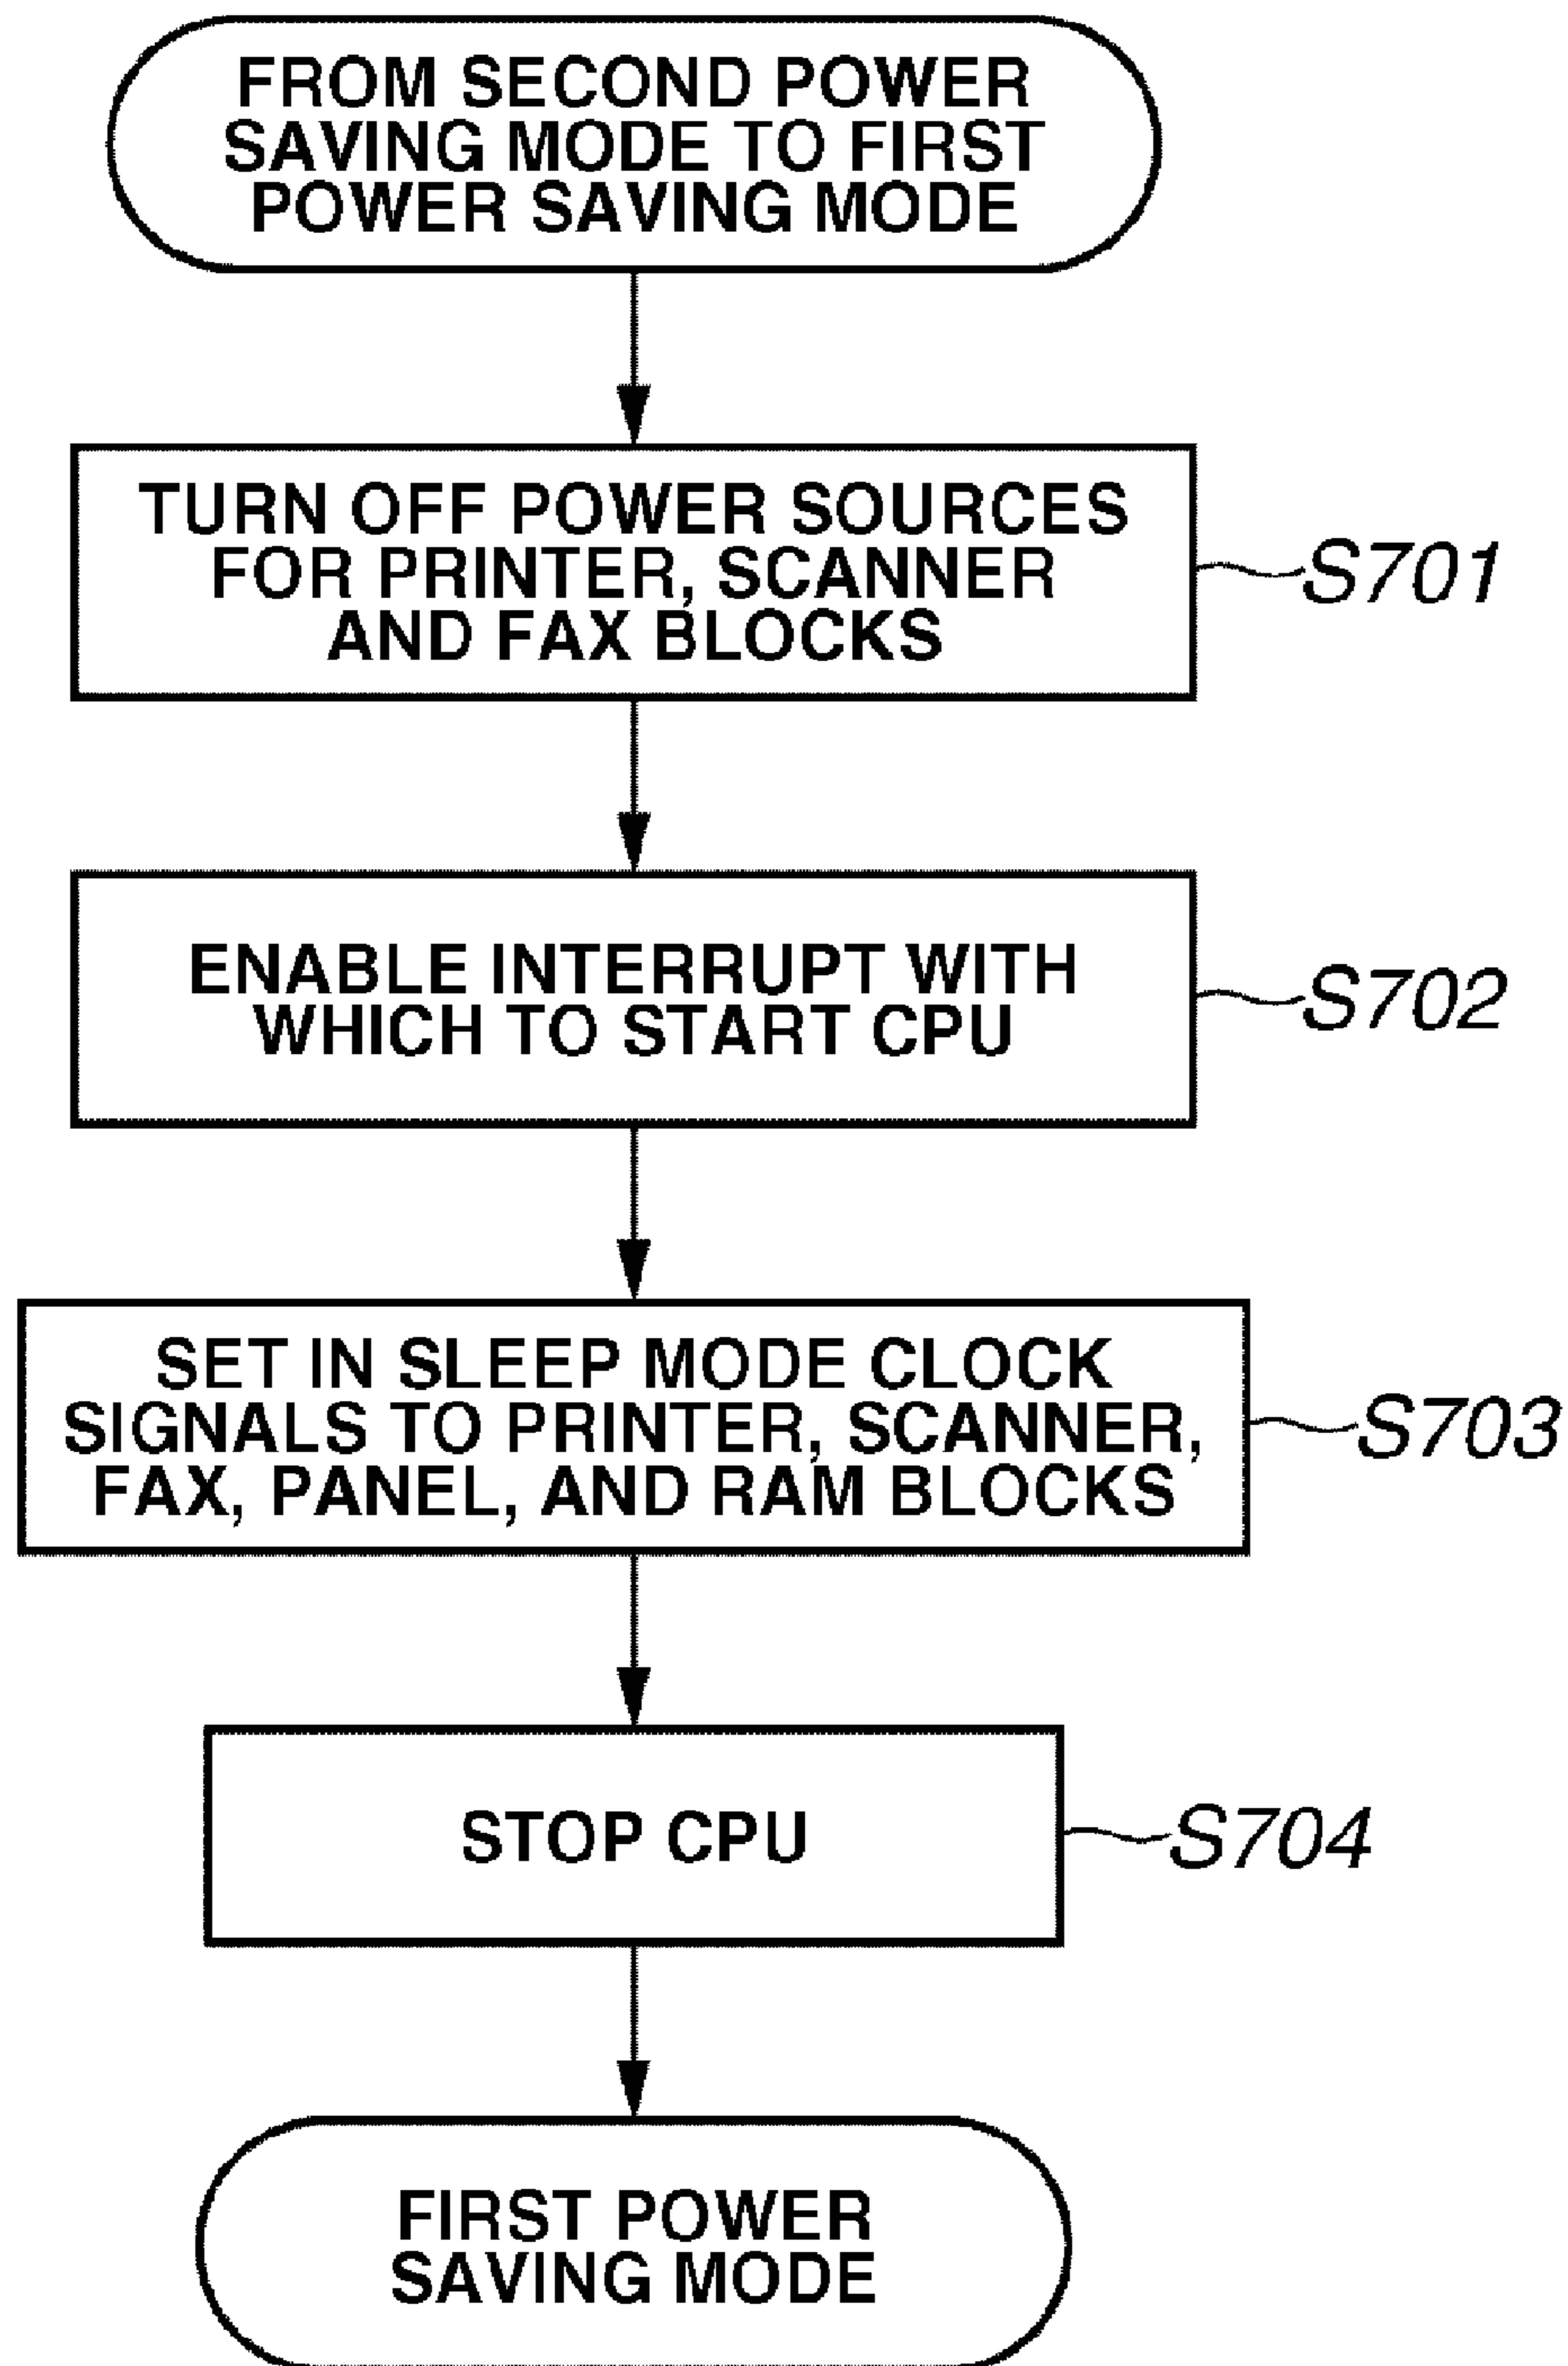 FROM SECOND POWER
SAVING MODE TO FIRST
POWER SAVING MODE
TURN OFF POWER SOURCES
FOR PRINTER, SCANNER
AND FAX BLOCKS
S701
ENABLE INTERRUPT WITH
WHICH TO START CPU
S702
SET IN SLEEP MODE CLOCK
SIGNALS TO PRINTER, SCANNER,
FAX, PANEL, AND RAM BLOCKS
S703
STOP CPU
S704
FIRST POWER
SAVING MODE